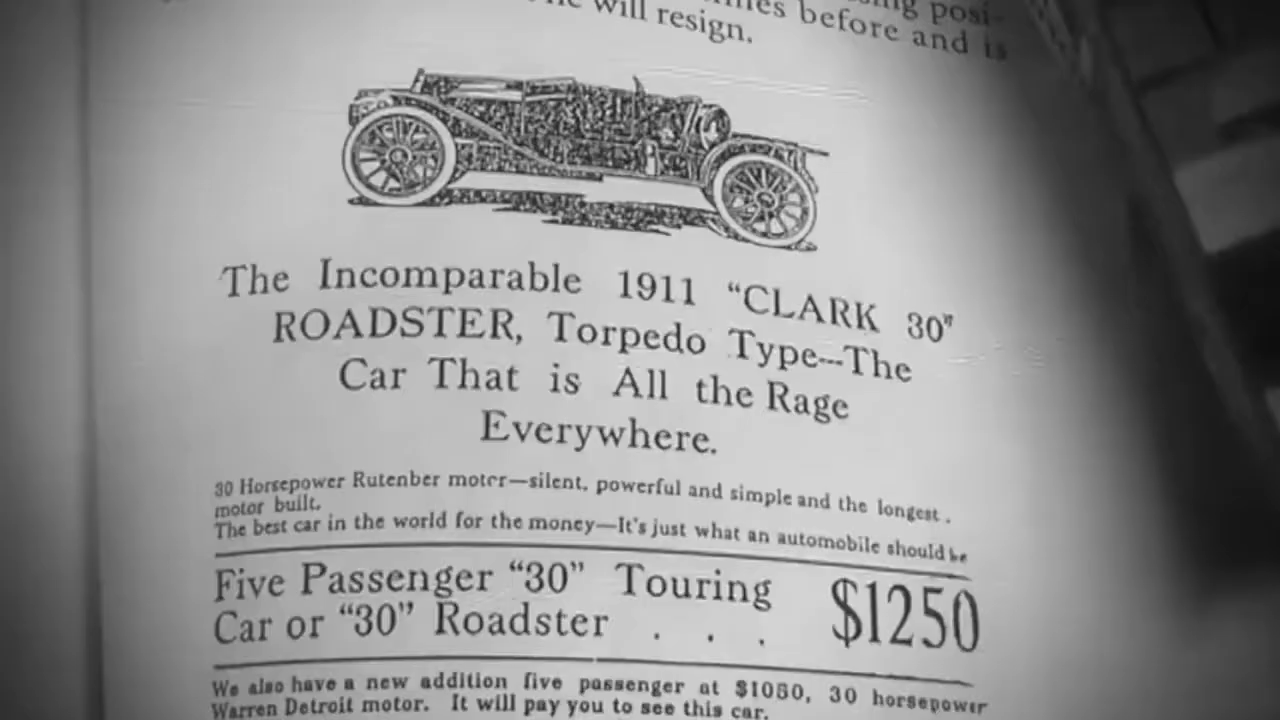 before and is
will resign.
The Incomparable 1911 "CLARK 30"
ROADSTER, Torpedo Type--The
Car That is All the Rage
Everywhere.
30 Horsepower Rutenber motor—silent, powerful and simple and the longest .
motor built.
The best car in the world for the money—It's just what an automobile should be
Five Passenger "30" Touring
Car or "30" Roadster . . .
$1250
We also have a new addition five passenger at $1050, 30 horsepower
Warren Detroit motor. It will pay you to see this car.